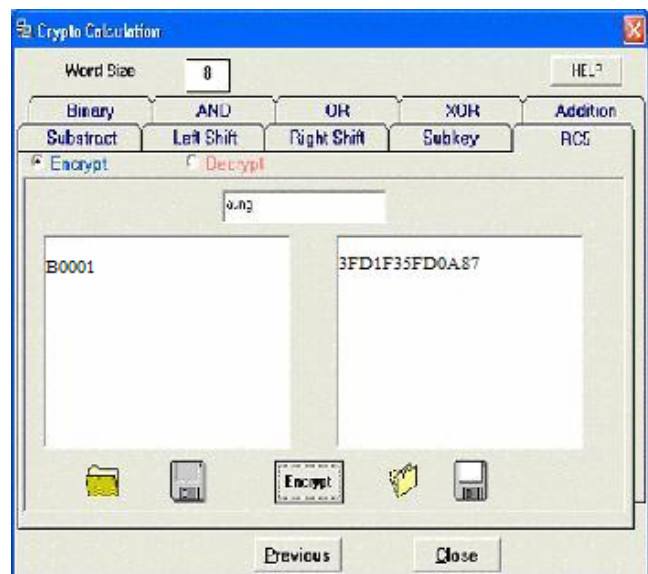 Crypto Calculation
Word Size 8 HELP
Binary AND OR XOR Addition
Substract Left Shift Right Shift Subkey RC5
Encrypt Decrypt
aung
B0001 3FD1F35FD0A87
Encrypt
Previous Close